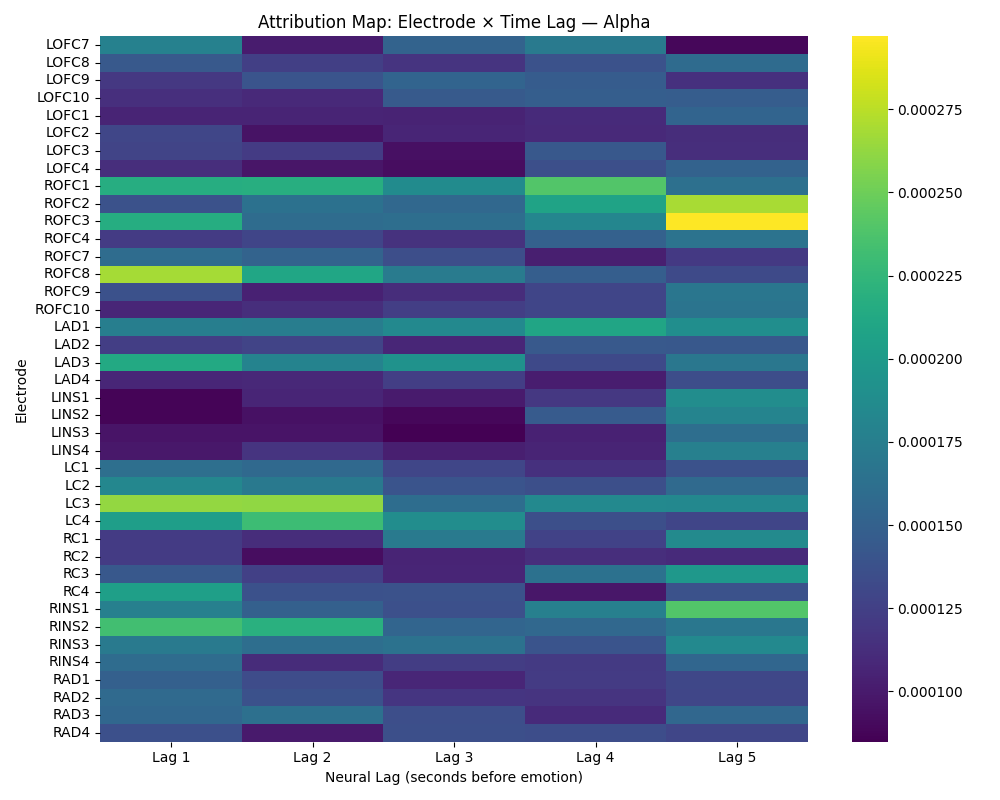 Attribution Map: Electrode × Time Lag — Alpha
LOFC7
LOFC8
LOFC9
LOFC10
LOFC1
LOFC2
LOFC3
LOFC4
ROFC1
ROFC2
ROFC3
ROFC4
ROFC7
ROFC8
ROFC9
ROFC10
LAD1
LAD2
LAD3
LAD4
LINS1
LINS2
LINS3
LINS4
LC1
LC2
LC3
LC4
RC1
RC2
RC3
RC4
RINS1
RINS2
RINS3
RINS4
RAD1
RAD2
RAD3
RAD4
Electrode
Lag 1 Lag 2 Lag 3 Lag 4 Lag 5
Neural Lag (seconds before emotion)
0.000275
0.000250
0.000225
0.000200
0.000175
0.000150
0.000125
0.000100